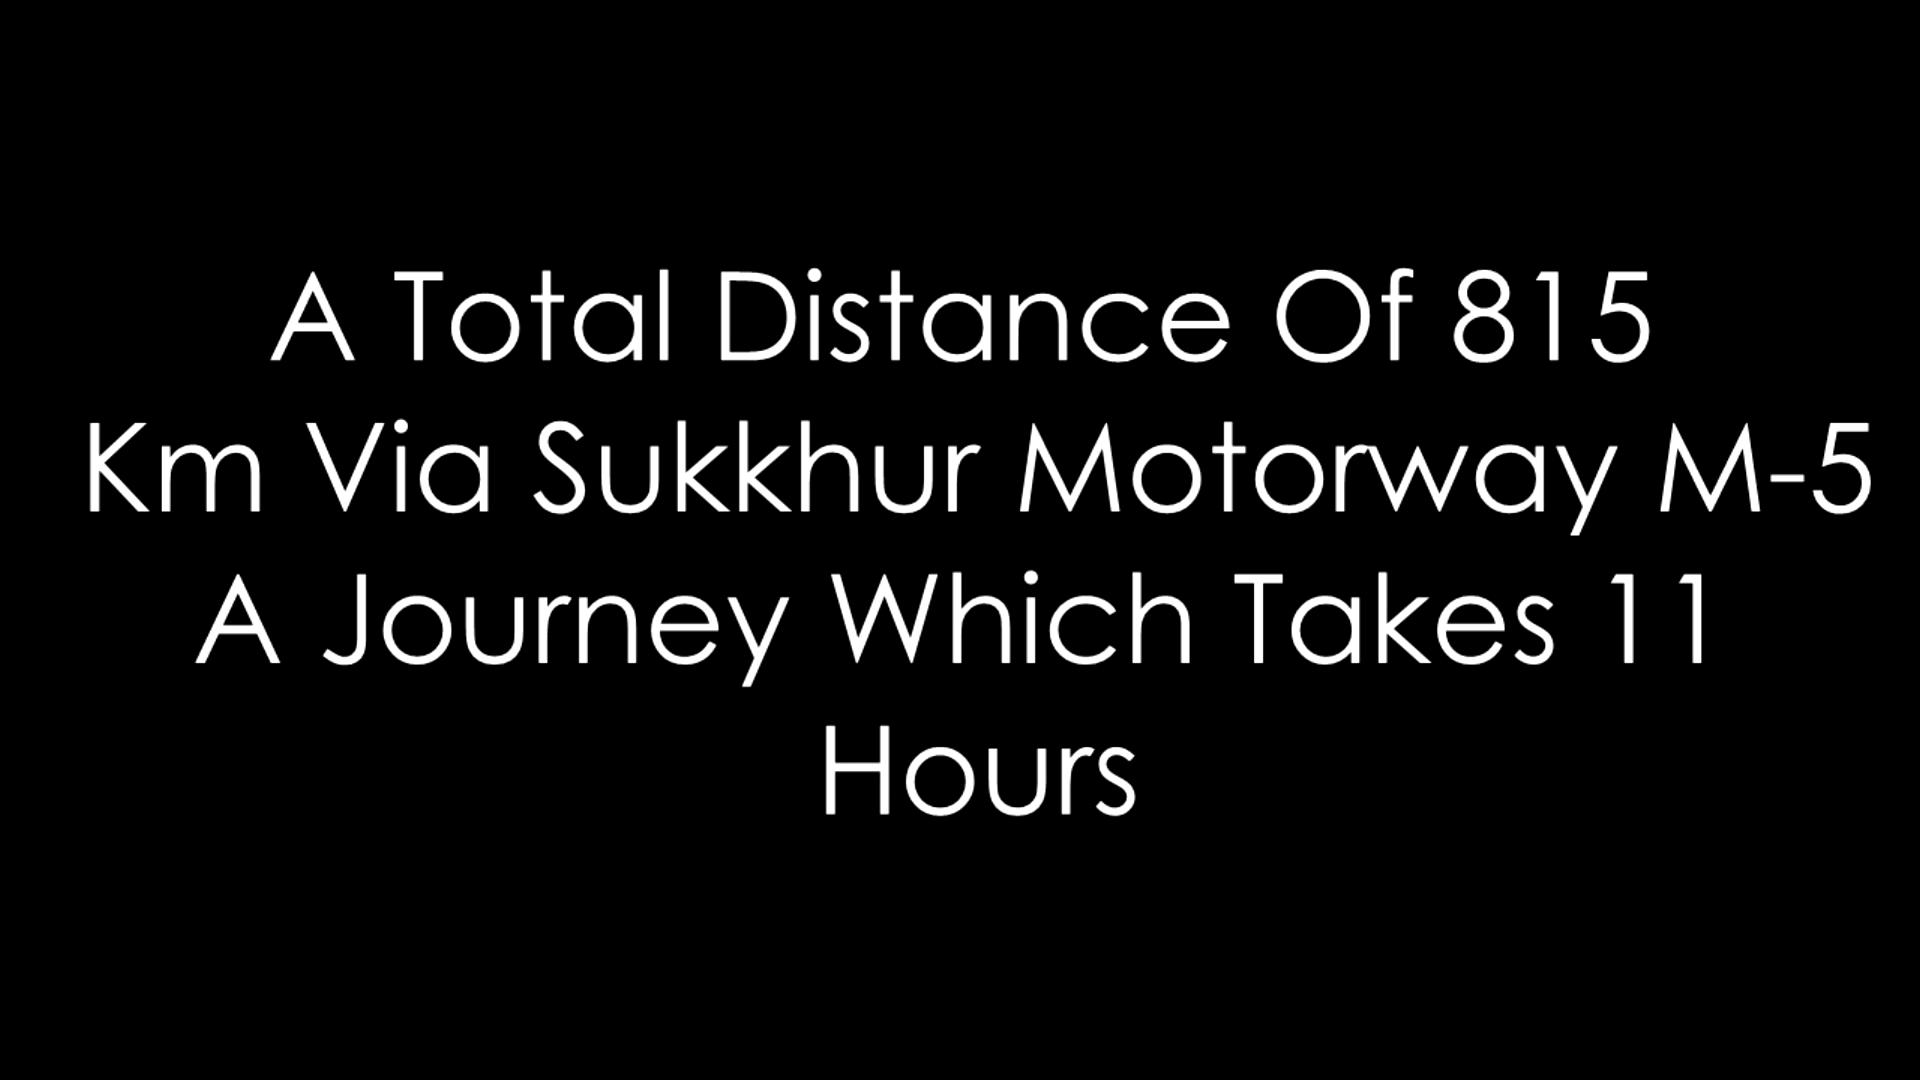 A Total Distance Of 815
Km Via Sukkhur Motorway M-5
A Journey Which Takes 11
Hours